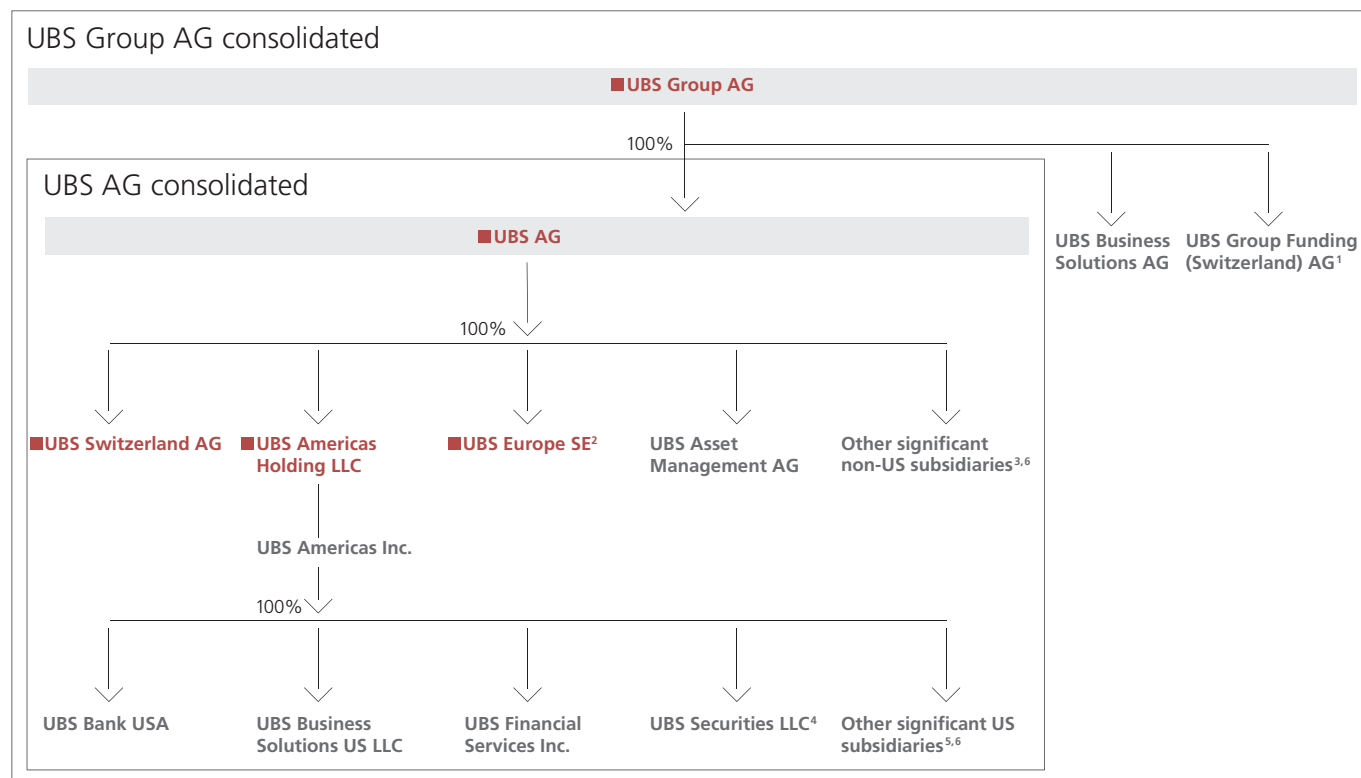 UBS Group AG consolidated
UBS Group AG
100%
UBS AG consolidated
UBS AG
UBS Business
Solutions AG
UBS Group Funding
(Switzerland) AG¹
100%
UBS Switzerland AG
UBS Americas
Holding LLC
UBS Europe SE²
UBS Asset
Management AG
Other significant
non-US subsidiaries³,⁶
UBS Americas Inc.
100%
UBS Bank USA
UBS Business
Solutions US LLC
UBS Financial
Services Inc.
UBS Securities LLC⁴
Other significant US
subsidiaries⁵,⁶